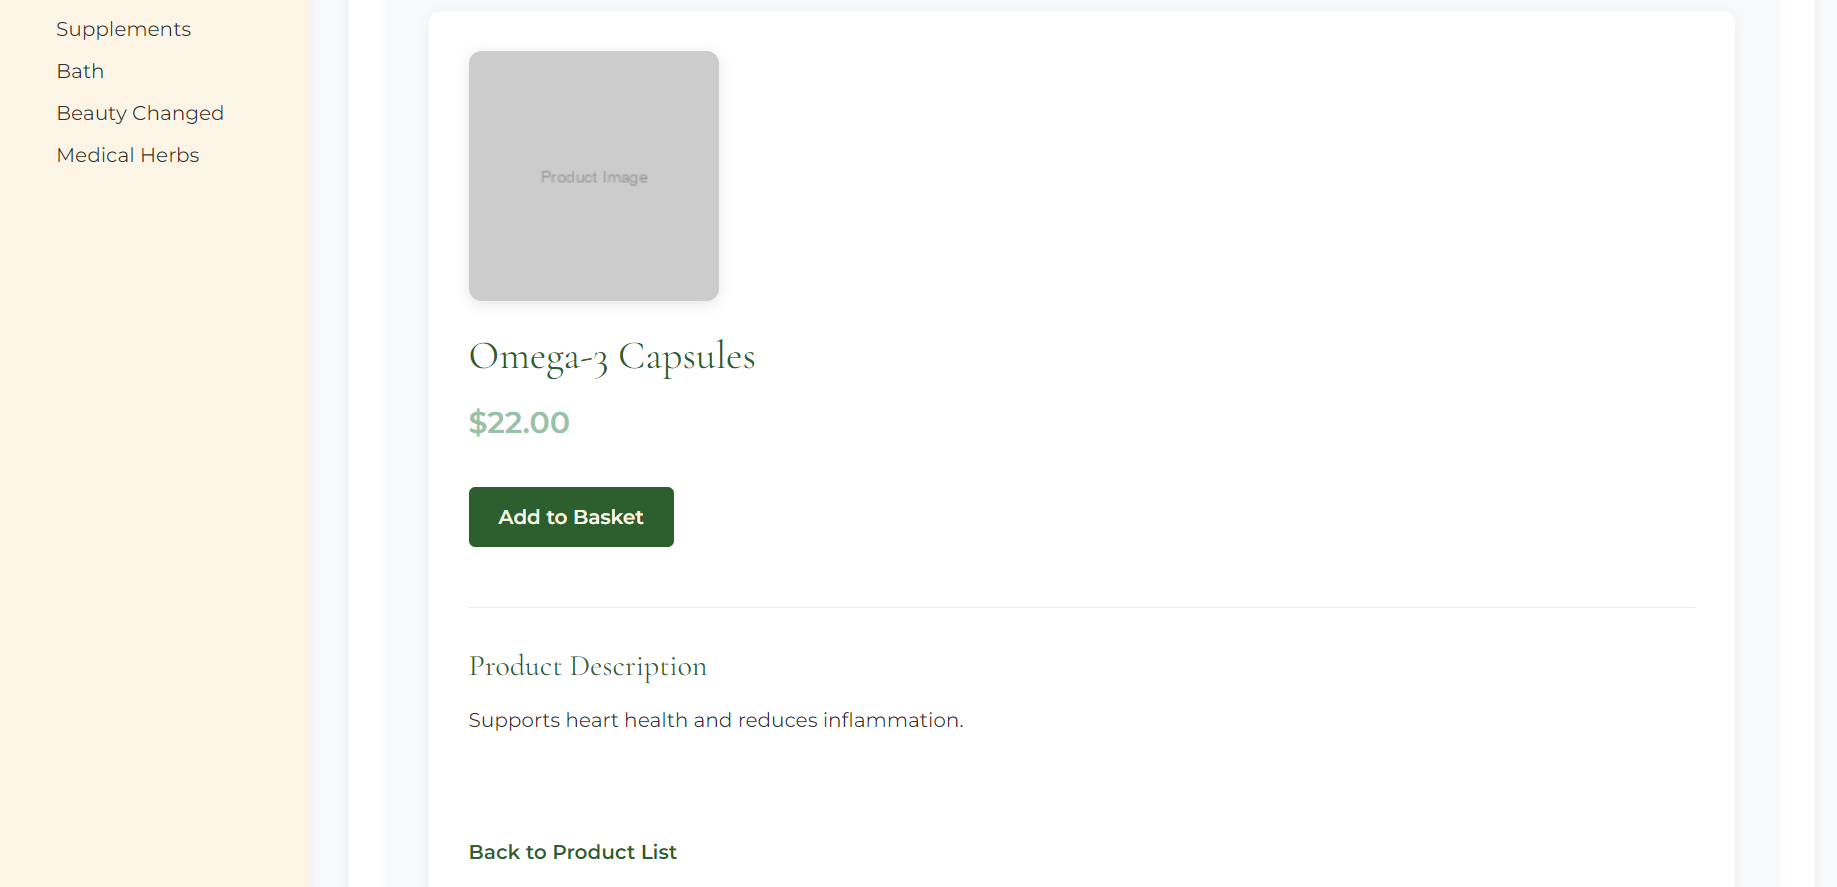 Supplements
Bath
Beauty Changed
Medical Herbs
Product Image
Omega-3 Capsules
$22.00
Add to Basket
Product Description
Supports heart health and reduces inflammation.
Back to Product List